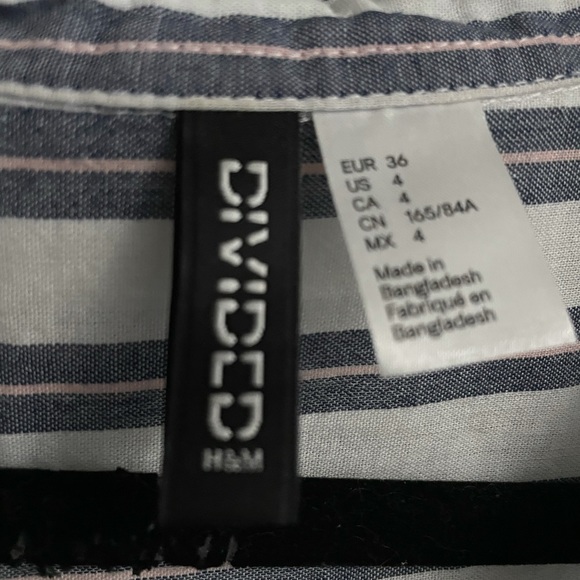 DIVIDED
H&M
EUR 36
US 4
CA 4
CN 165/84A
MX 4
Made in
Bangladesh
Fabriqué en
Bangladesh